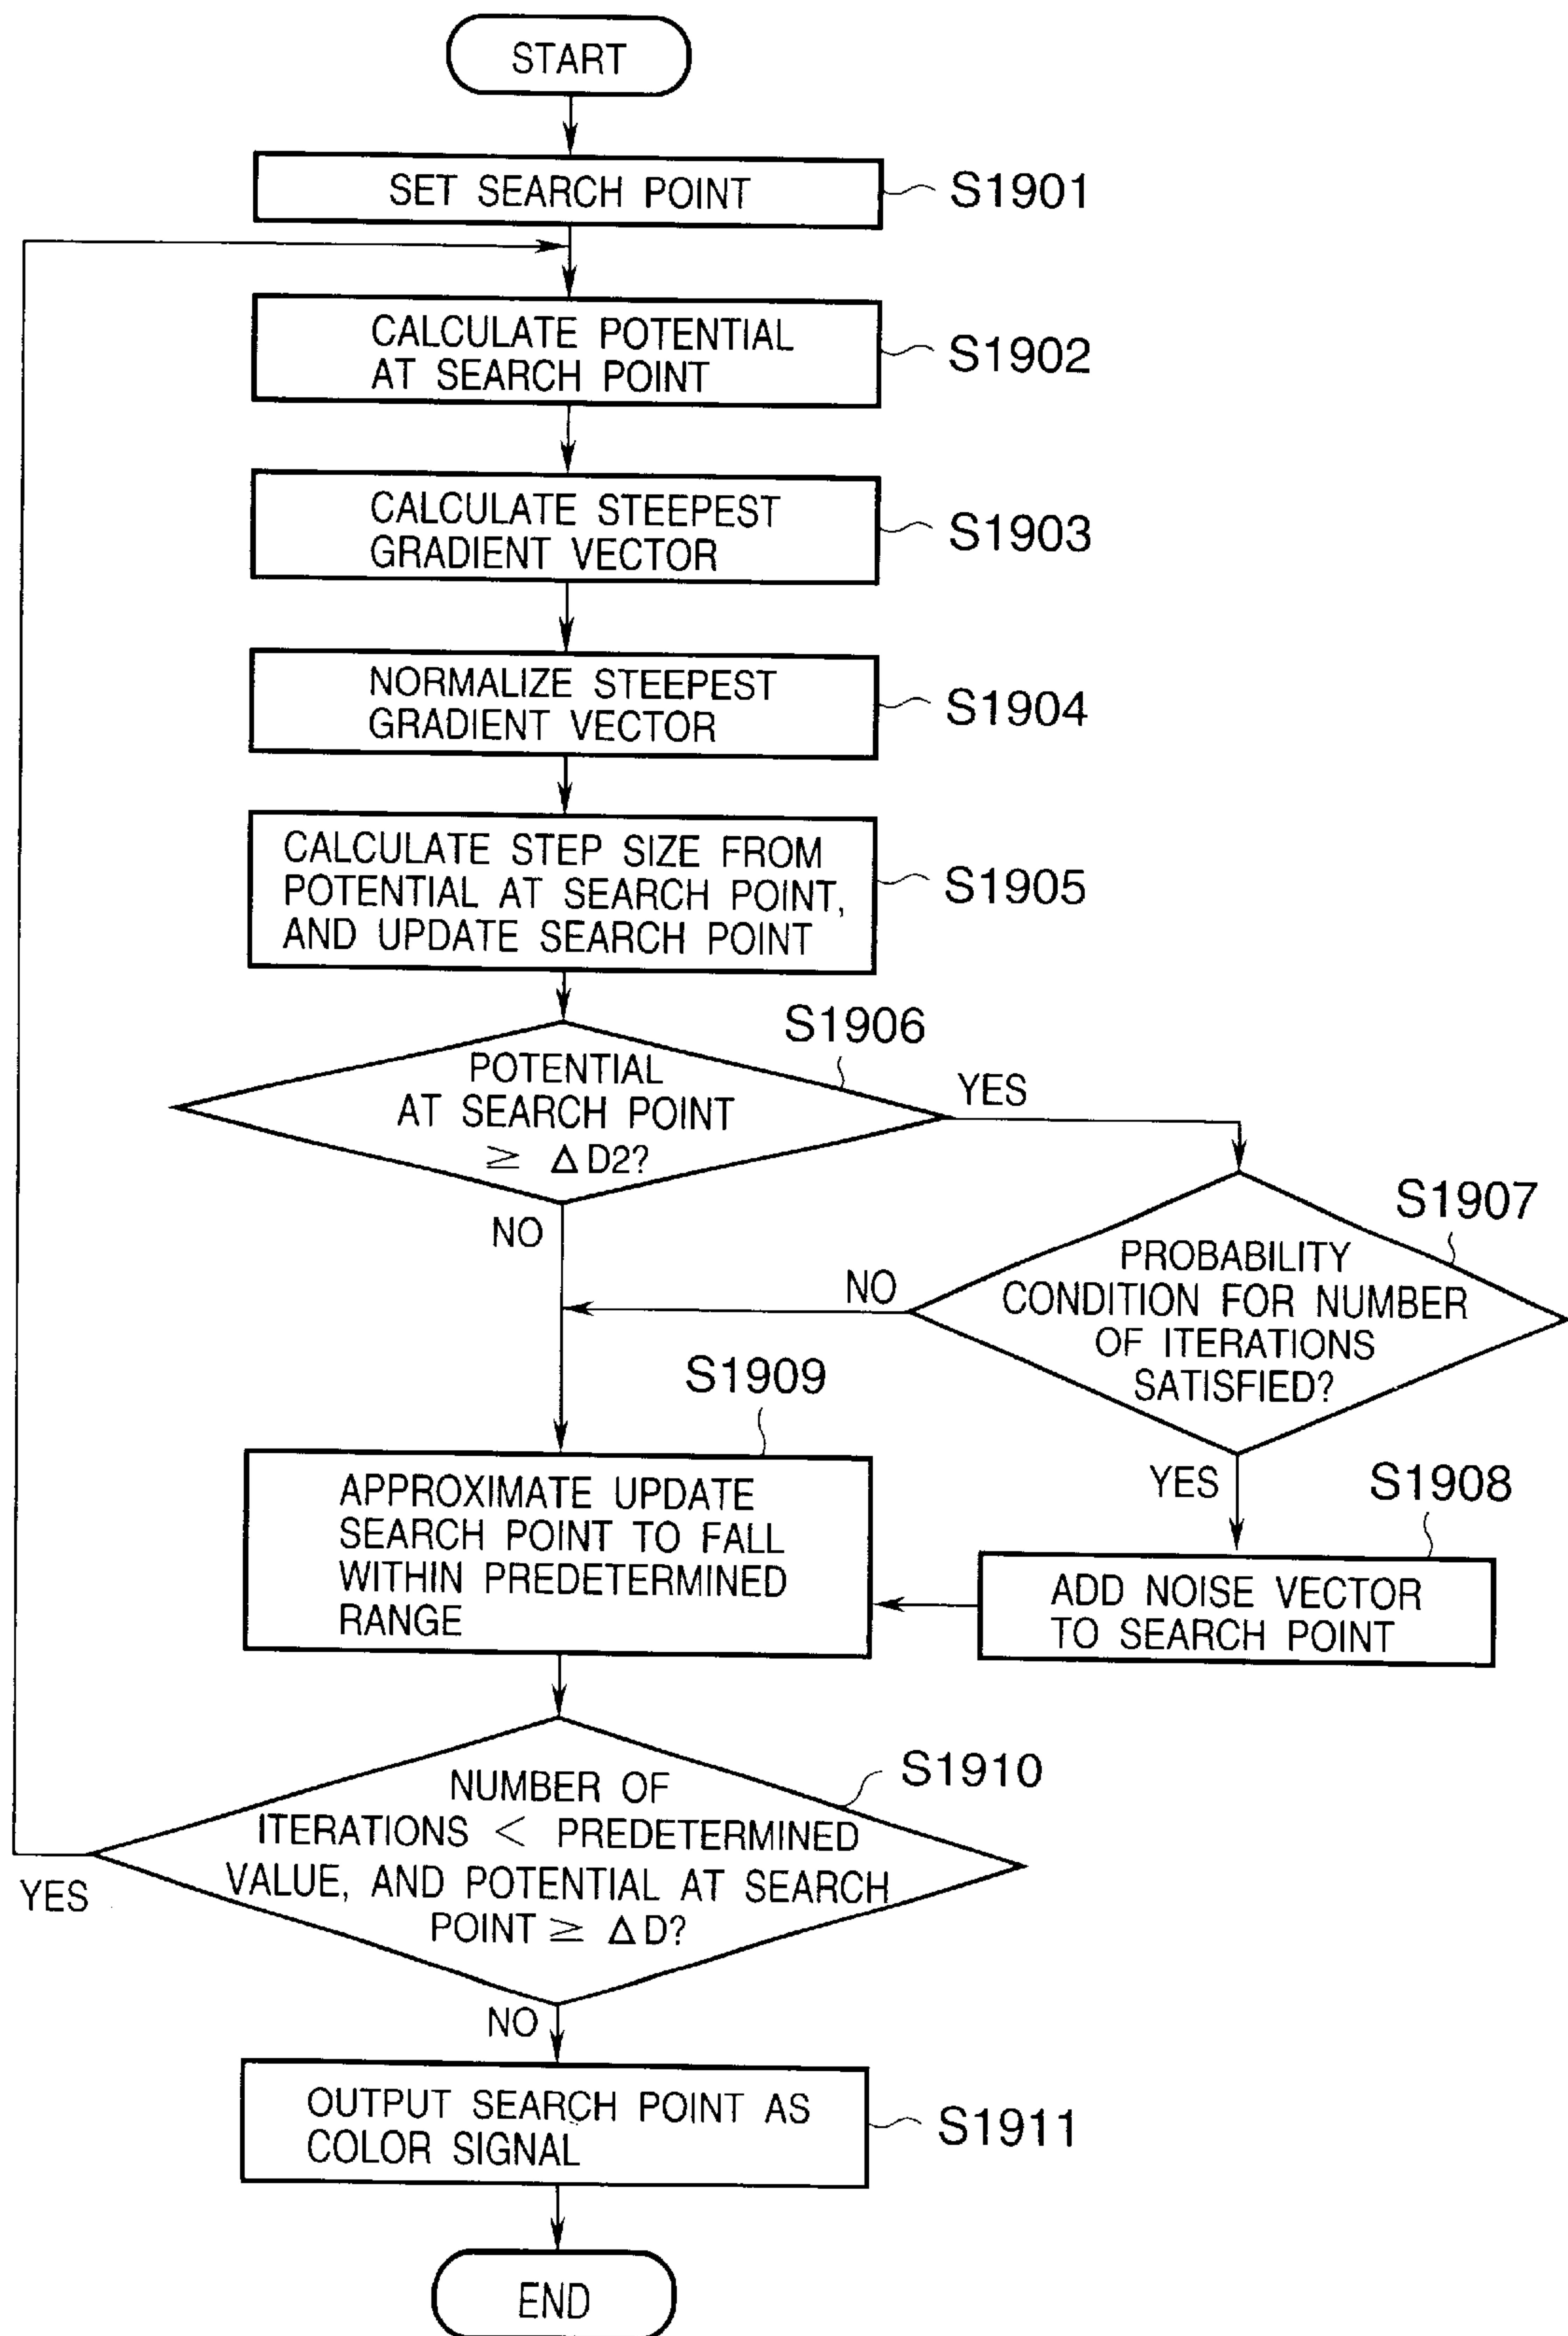 START
SET SEARCH POINT
S1901
CALCULATE POTENTIAL
AT SEARCH POINT
S1902
CALCULATE STEEPEST
GRADIENT VECTOR
S1903
NORMALIZE STEEPEST
GRADIENT VECTOR
S1904
CALCULATE STEP SIZE FROM
POTENTIAL AT SEARCH POINT,
AND UPDATE SEARCH POINT
S1905
S1906
POTENTIAL
AT SEARCH POINT
≥ ΔD2?
YES
NO
S1907
PROBABILITY
CONDITION FOR NUMBER
OF ITERATIONS
SATISFIED?
NO
YES
S1908
ADD NOISE VECTOR
TO SEARCH POINT
S1909
APPROXIMATE UPDATE
SEARCH POINT TO FALL
WITHIN PREDETERMINED
RANGE
S1910
NUMBER OF
ITERATIONS < PREDETERMINED
VALUE, AND POTENTIAL AT SEARCH
POINT ≥ ΔD?
YES
NO
OUTPUT SEARCH POINT AS
COLOR SIGNAL
S1911
END